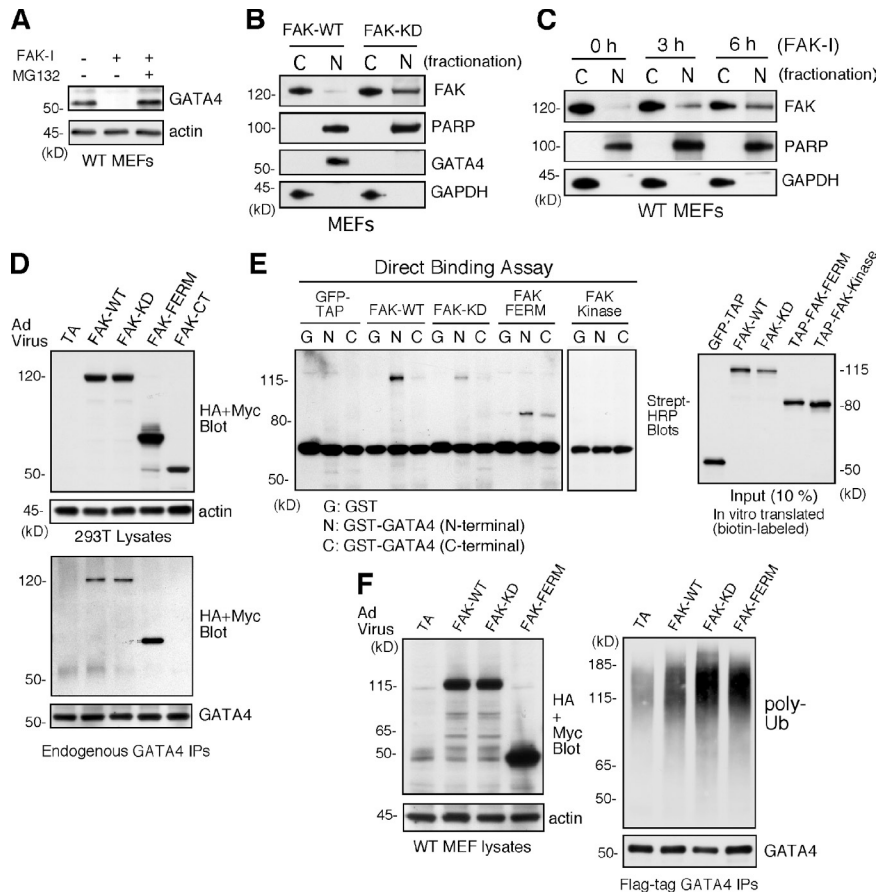 A
FAK-I - + +
MG132 - - +
50- GATA4
45- actin
(kD)
WT MEFs
B
FAK-WT FAK-KD
C N C N (fractionation)
120- FAK
100- PARP
50- GATA4
45- GAPDH
(kD)
MEFs
C
0 h 3 h 6 h (FAK-I)
C N C N C N (fractionation)
120- FAK
100- PARP
45- GAPDH
(kD)
WT MEFs
D
Ad
Virus
TA FAK-WT FAK-KD FAK-FERM FAK-CT
120-
HA+Myc
Blot
50-
45- actin
(kD)
293T Lysates
120-
HA+Myc
Blot
50-
50- GATA4
Endogenous GATA4 IPs
E
Direct Binding Assay
GFP-TAP FAK-WT FAK-KD FAK FERM FAK Kinase
G N C G N C G N C G N C G N C
115-
80-
50-
(kD)
Strept-
HRP
Blots
G: GST
N: GST-GATA4 (N-terminal)
C: GST-GATA4 (C-terminal)
GFP-TAP FAK-WT FAK-KD TAP-FAK-FERM TAP-FAK-Kinase
-115
-80
-50
(kD)
Input (10 %)
In vitro translated
(biotin-labeled)
F
Ad
Virus
(kD)
TA FAK-WT FAK-KD FAK-FERM
115-
65-
50-
HA
+
Myc
Blot
45- actin
WT MEF lysates
TA FAK-WT FAK-KD FAK-FERM
(kD)
185-
115-
65-
50-
poly-
Ub
50- GATA4
Flag-tag GATA4 IPs